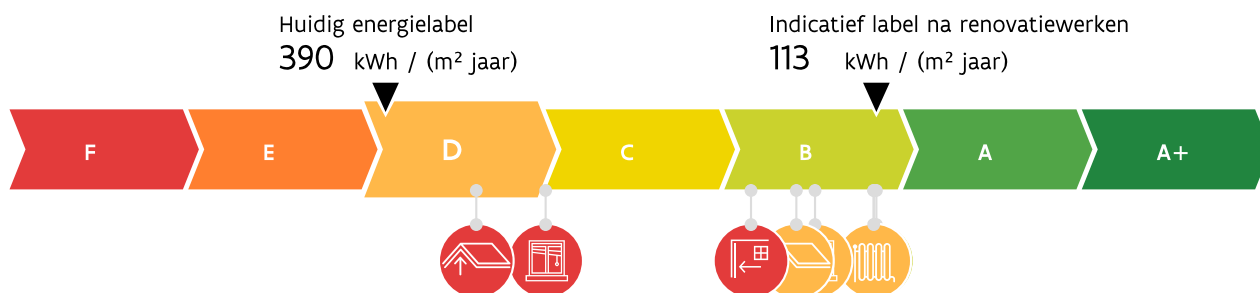 Huidig energielabel
390 kWh / (m² jaar)
Indicatief label na renovatiewerken
113 kWh / (m² jaar)
F E D C B A A+